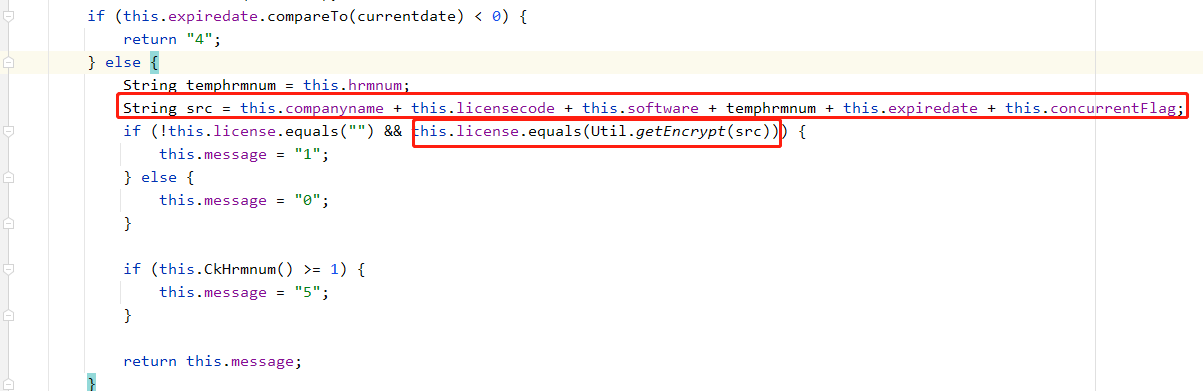 if (this.expiredate.compareTo(currentdate) < 0) {
return "4";
} else {
String temphrmnum = this.hrmnum;
String src = this.companyname + this.licensecode + this.software + temphrmnum + this.expiredate + this.concurrentFlag;
if (!this.license.equals("") && this.license.equals(Util.getEncrypt(src))) {
this.message = "1";
} else {
this.message = "0";
}
if (this.CkHrmnum() >= 1) {
this.message = "5";
}
return this.message;
}